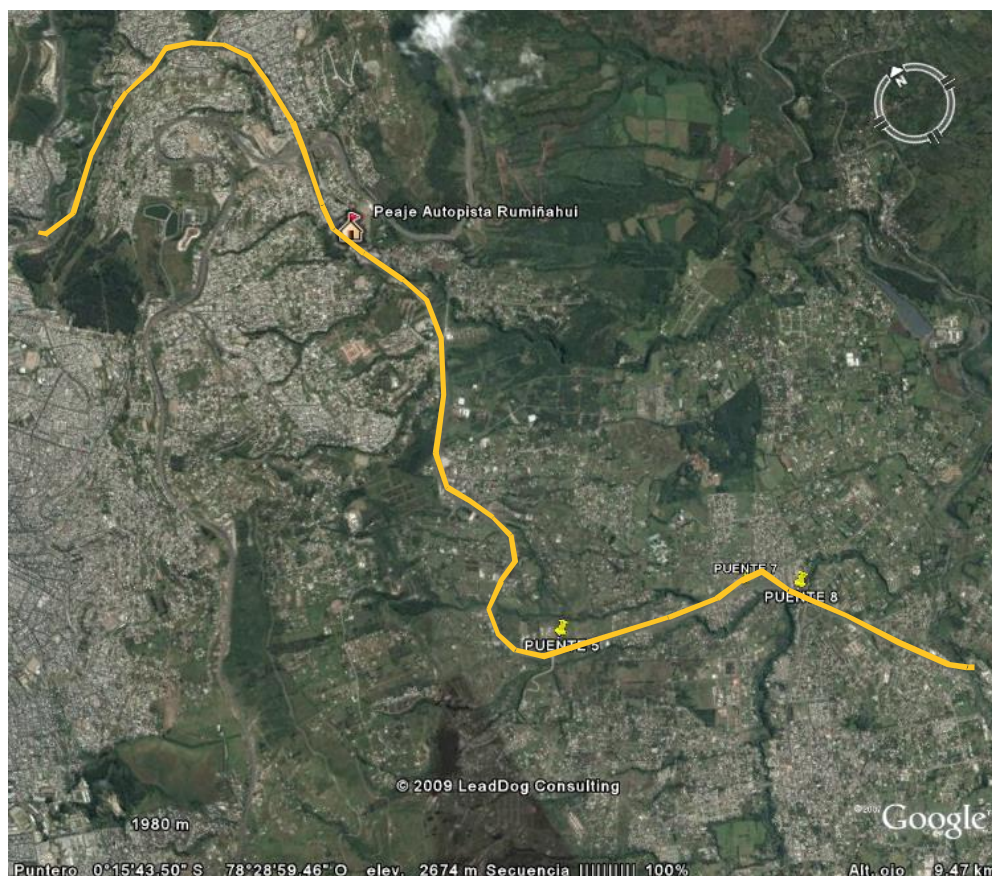 N
Peaje Autopista Rumiñahui
PUENTE 7
PUENTE 8
PUENTE 5
© 2009 LeadDog Consulting
1980 m
Google
Puntero 0°15'43.50" S 78°28'59.46" O elev. 2674 m Secuencia |||||||||| 100% Alt. ojo 9.47 km